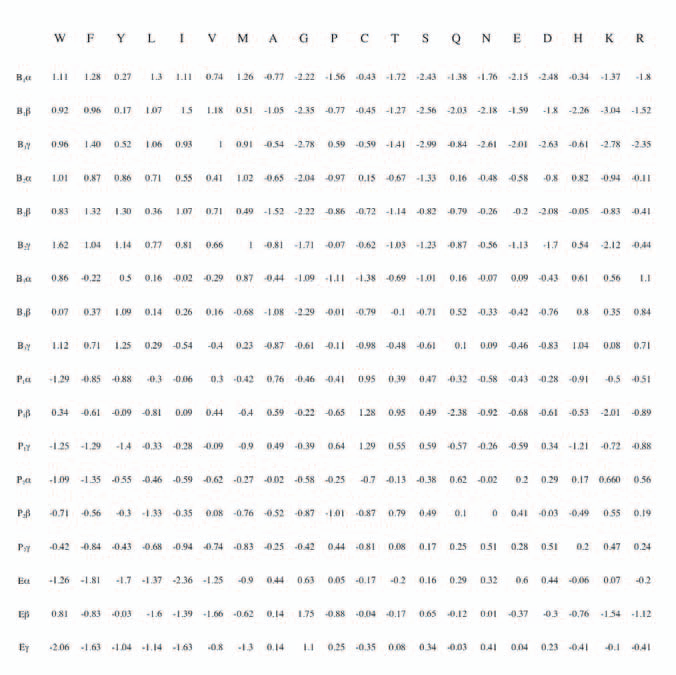 W F Y L I V M A G P C T S Q N E D H K R
B₁α 1.11 1.28 0.27 1.3 1.11 0.74 1.26 -0.77 -2.22 -1.56 -0.43 -1.72 -2.43 -1.38 -1.76 -2.15 -2.48 -0.34 -1.37 -1.8
B₁β 0.92 0.96 0.17 1.07 1.5 1.18 0.51 -1.05 -2.35 -0.77 -0.45 -1.27 -2.56 -2.03 -2.18 -1.59 -1.8 -2.26 -3.04 -1.52
B₁γ 0.96 1.40 0.52 1.06 0.93 1 0.91 -0.54 -2.78 0.59 -0.59 -1.41 -2.99 -0.84 -2.61 -2.01 -2.63 -0.61 -2.78 -2.35
B₂α 1.01 0.87 0.86 0.71 0.55 0.41 1.02 -0.65 -2.04 -0.97 0.15 -0.67 -1.33 0.16 -0.48 -0.58 -0.8 0.82 -0.94 -0.11
B₂β 0.83 1.32 1.30 0.36 1.07 0.71 0.49 -1.52 -2.22 -0.86 -0.72 -1.14 -0.82 -0.79 -0.26 -0.2 -2.08 -0.05 -0.83 -0.41
B₂γ 1.62 1.04 1.14 0.77 0.81 0.66 1 -0.81 -1.71 -0.07 -0.62 -1.03 -1.23 -0.87 -0.56 -1.13 -1.7 0.54 -2.12 -0.44
B₃α 0.86 -0.22 0.5 0.16 -0.02 -0.29 0.87 -0.44 -1.09 -1.11 -1.38 -0.69 -1.01 0.16 -0.07 0.09 -0.43 0.61 0.56 1.1
B₃β 0.07 0.37 1.09 0.14 0.26 0.16 -0.68 -1.08 -2.29 -0.01 -0.79 -0.1 -0.71 0.52 -0.33 -0.42 -0.76 0.8 0.35 0.84
B₃γ 1.12 0.71 1.25 0.29 -0.54 -0.4 0.23 -0.87 -0.61 -0.11 -0.98 -0.48 -0.61 0.1 0.09 -0.46 -0.83 1.04 0.08 0.71
P₁α -1.29 -0.85 -0.88 -0.3 -0.06 0.3 -0.42 0.76 -0.46 -0.41 0.95 0.39 0.47 -0.32 -0.58 -0.43 -0.28 -0.91 -0.5 -0.51
P₁β 0.34 -0.61 -0.09 -0.81 0.09 0.44 -0.4 0.59 -0.22 -0.65 1.28 0.95 0.49 -2.38 -0.92 -0.68 -0.61 -0.53 -2.01 -0.89
P₁γ -1.25 -1.29 -1.4 -0.33 -0.28 -0.09 -0.9 0.49 -0.39 0.64 1.29 0.55 0.59 -0.57 -0.26 -0.59 0.34 -1.21 -0.72 -0.88
P₂α -1.09 -1.35 -0.55 -0.46 -0.59 -0.62 -0.27 -0.02 -0.58 -0.25 -0.7 -0.13 -0.38 0.62 -0.02 0.2 0.29 0.17 0.660 0.56
P₂β -0.71 -0.56 -0.3 -1.33 -0.35 0.08 -0.76 -0.52 -0.87 -1.01 -0.87 0.79 0.49 0.1 0 0.41 -0.03 -0.49 0.55 0.19
P₂γ -0.42 -0.84 -0.43 -0.68 -0.94 -0.74 -0.83 -0.25 -0.42 0.44 -0.81 0.08 0.17 0.25 0.51 0.28 0.51 0.2 0.47 0.24
Eα -1.26 -1.81 -1.7 -1.37 -2.36 -1.25 -0.9 0.44 0.63 0.05 -0.17 -0.2 0.16 0.29 0.32 0.6 0.44 -0.06 0.07 -0.2
Eβ 0.81 -0.83 -0.03 -1.6 -1.39 -1.66 -0.62 0.14 1.75 -0.88 -0.04 -0.17 0.65 -0.12 0.01 -0.37 -0.3 -0.76 -1.54 -1.12
Eγ -2.06 -1.63 -1.04 -1.14 -1.63 -0.8 -1.3 0.14 1.1 0.25 -0.35 0.08 0.34 -0.03 0.41 0.04 0.23 -0.41 -0.1 -0.41